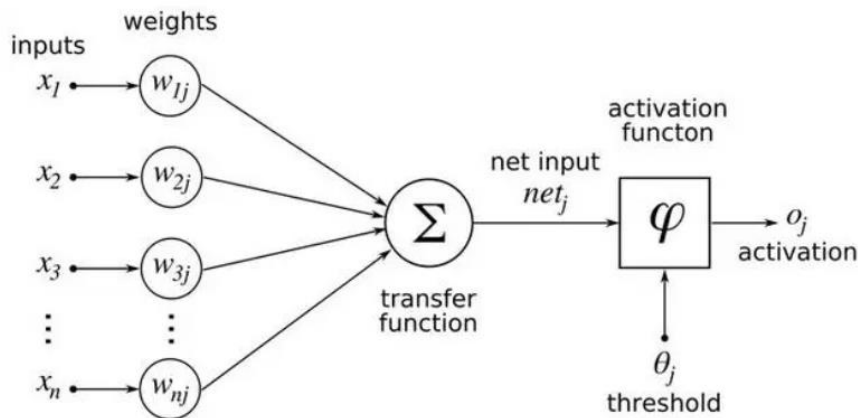 weights
inputs
x₁ w₁ⱼ
x₂ w₂ⱼ
x₃ w₃ⱼ
⋮ ⋮
xₙ wₙⱼ
Σ
transfer
function
net input
netⱼ
activation
functon
φ
oⱼ
activation
θⱼ
threshold